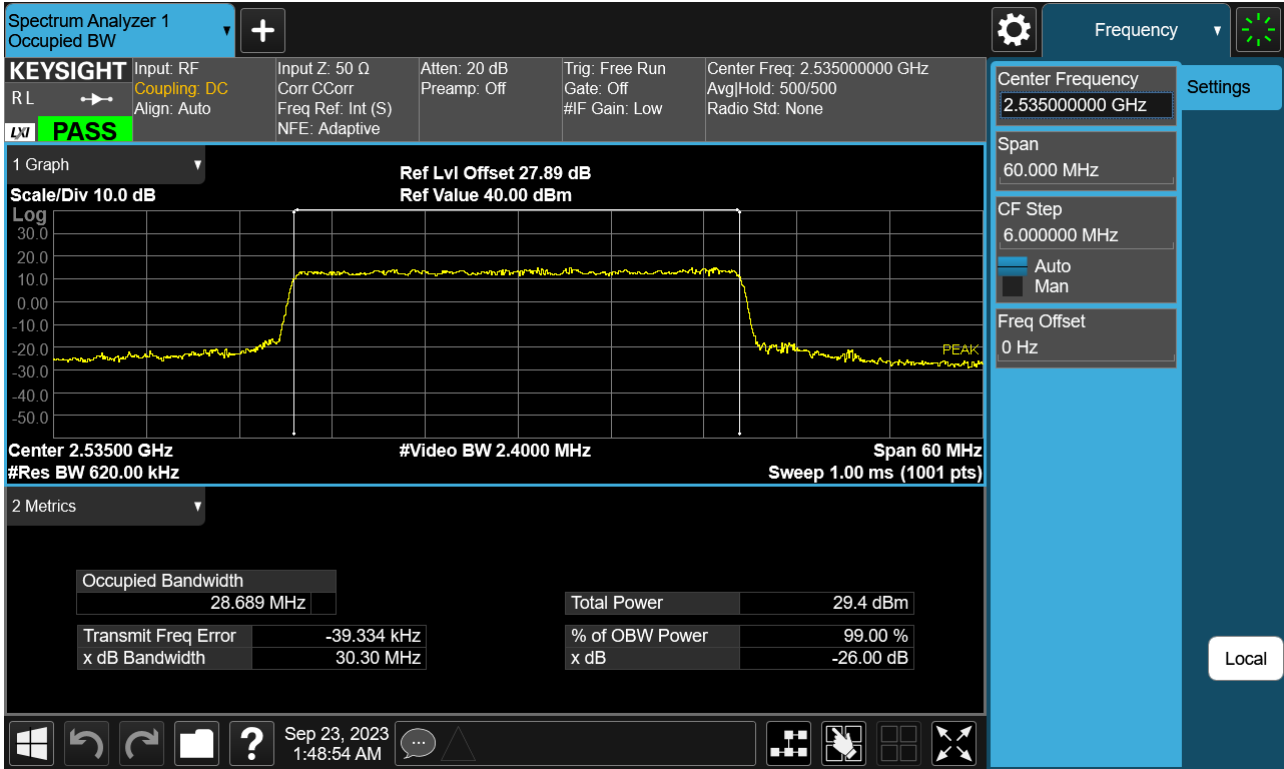 Spectrum Analyzer 1
Occupied BW
Frequency
KEYSIGHT
R L
LXI
PASS
Input: RF
Coupling: DC
Align: Auto
Input Z: 50 Ω
Corr CCorr
Freq Ref: Int (S)
NFE: Adaptive
Atten: 20 dB
Preamp: Off
Trig: Free Run
Gate: Off
#IF Gain: Low
Center Freq: 2.535000000 GHz
Avg|Hold: 500/500
Radio Std: None
Center Frequency
2.535000000 GHz
Settings
Span
60.000 MHz
CF Step
6.000000 MHz
Auto
Man
Freq Offset
0 Hz
Local
1 Graph
Scale/Div 10.0 dB
Ref Lvl Offset 27.89 dB
Ref Value 40.00 dBm
Log
30.0
20.0
10.0
0.00
-10.0
-20.0
-30.0
-40.0
-50.0
PEAK
Center 2.53500 GHz
#Video BW 2.4000 MHz
Span 60 MHz
#Res BW 620.00 kHz
Sweep 1.00 ms (1001 pts)
2 Metrics
Occupied Bandwidth
28.689 MHz
Total Power 29.4 dBm
Transmit Freq Error -39.334 kHz
% of OBW Power 99.00 %
x dB Bandwidth 30.30 MHz
x dB -26.00 dB
?
Sep 23, 2023
1:48:54 AM